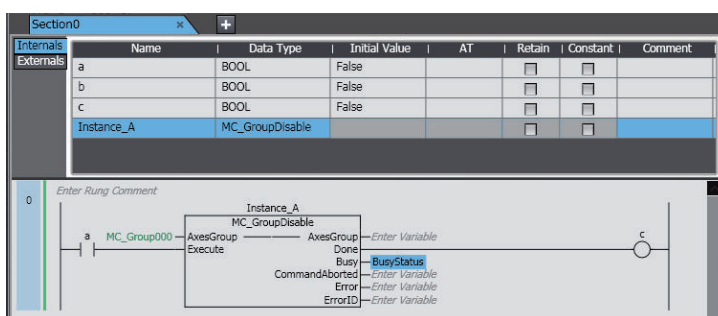 Section0 × +
Internals Name Data Type Initial Value AT Retain Constant Comment
Externals a BOOL False
b BOOL False
c BOOL False
Instance_A MC_GroupDisable
0 Enter Rung Comment
Instance_A
MC_GroupDisable
a MC_Group000 AxesGroup AxesGroup Enter Variable c
Execute Done
Busy BusyStatus
CommandAborted Enter Variable
Error Enter Variable
ErrorID Enter Variable